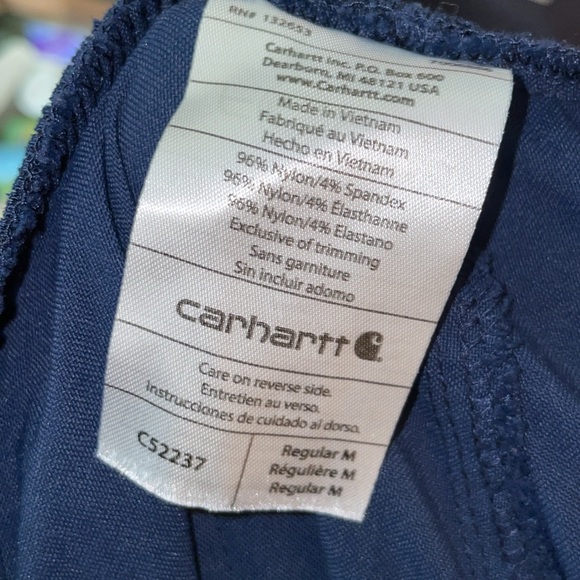 RN# 132653
Carhartt Inc. P.O. Box 600
Dearborn, MI 48121 USA
www.Carhartt.com
Made in Vietnam
Fabriqué au Vietnam
Hecho en Vietnam
96% Nylon/4% Spandex
96% Nylon/4% Élasthanne
96% Nylon/4% Elastano
Exclusive of trimming
Sans garniture
Sin incluir adorno
carhartt
Care on reverse side.
Entretien au verso.
Instrucciones de cuidado al dorso.
CS2237
Regular M
Régulière M
Regular M